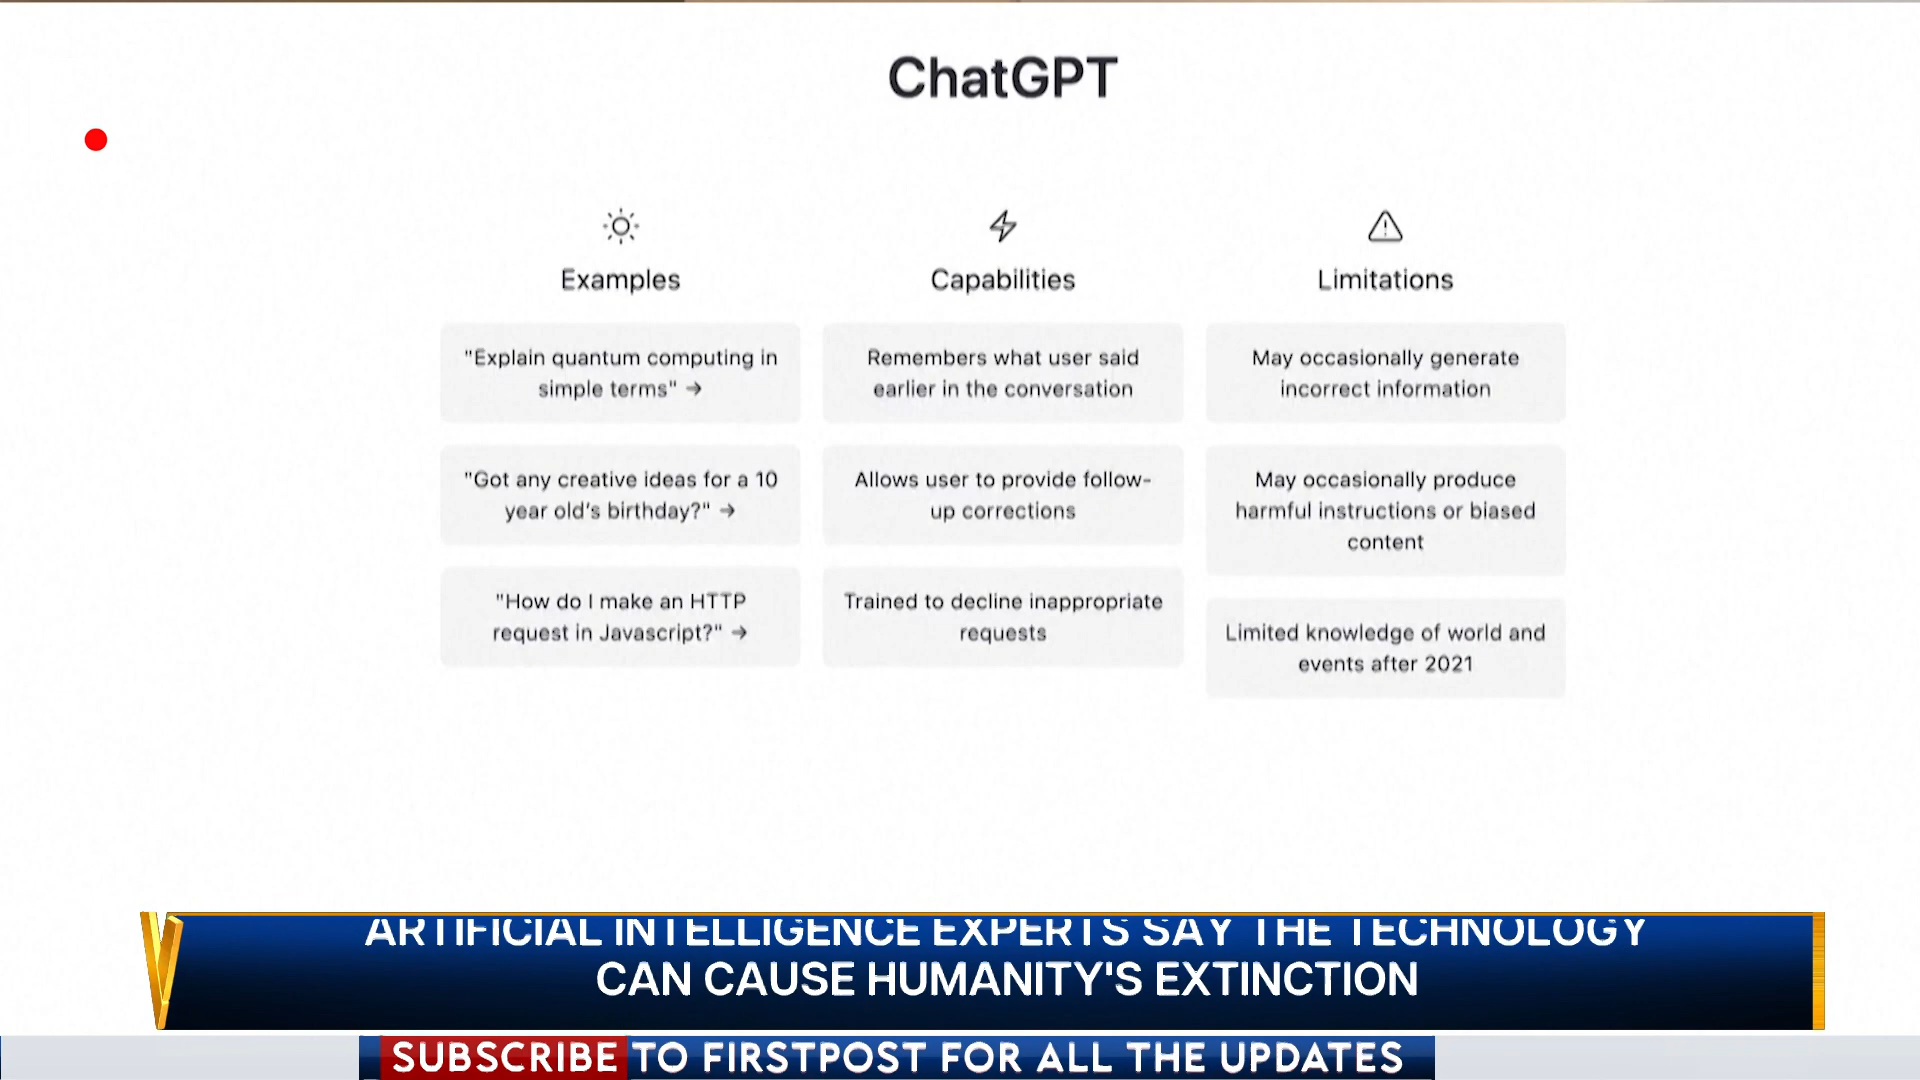 ChatGPT
Examples
"Explain quantum computing in
simple terms" →
"Got any creative ideas for a 10
year old's birthday?" →
"How do I make an HTTP
request in Javascript?" →
Capabilities
Remembers what user said
earlier in the conversation
Allows user to provide follow-
up corrections
Trained to decline inappropriate
requests
Limitations
May occasionally generate
incorrect information
May occasionally produce
harmful instructions or biased
content
Limited knowledge of world and
events after 2021
ARTIFICIAL INTELLIGENCE EXPERTS SAY THE TECHNOLOGY
CAN CAUSE HUMANITY'S EXTINCTION
SUBSCRIBE TO FIRSTPOST FOR ALL THE UPDATES